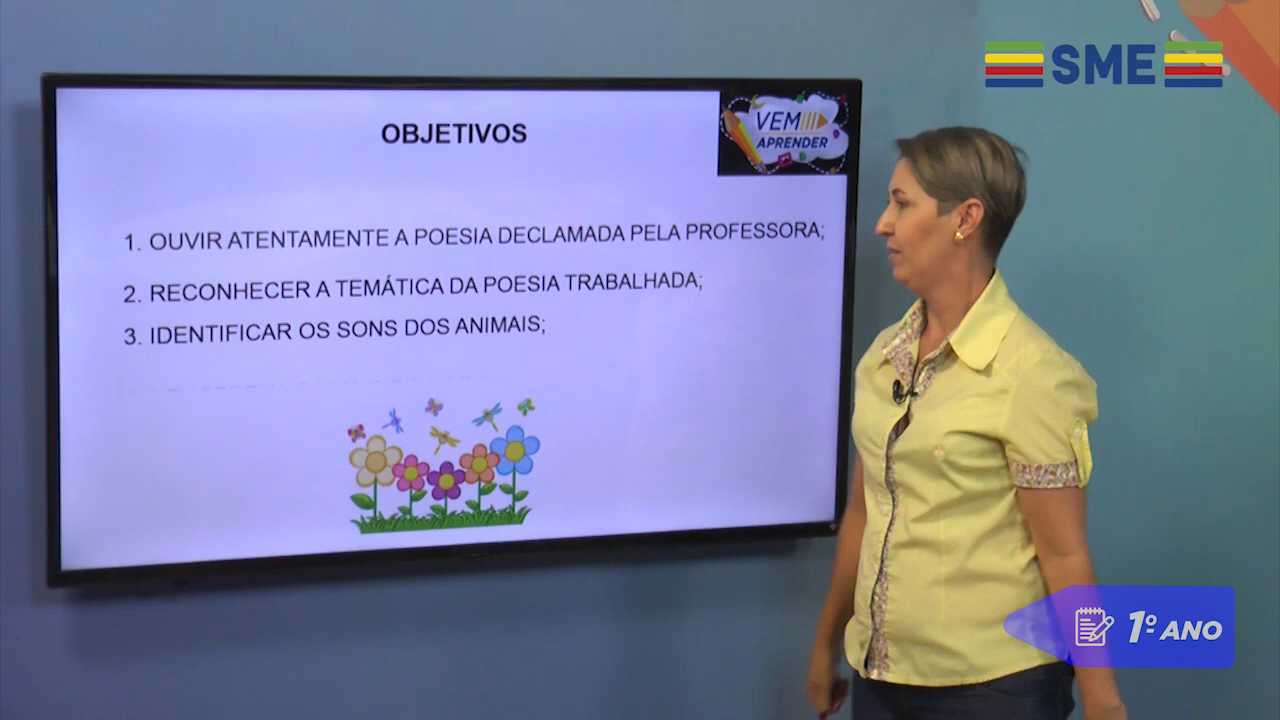 SME
OBJETIVOS
VEM
APRENDER
1. OUVIR ATENTAMENTE A POESIA DECLAMADA PELA PROFESSORA;
2. RECONHECER A TEMÁTICA DA POESIA TRABALHADA;
3. IDENTIFICAR OS SONS DOS ANIMAIS;
1º ANO